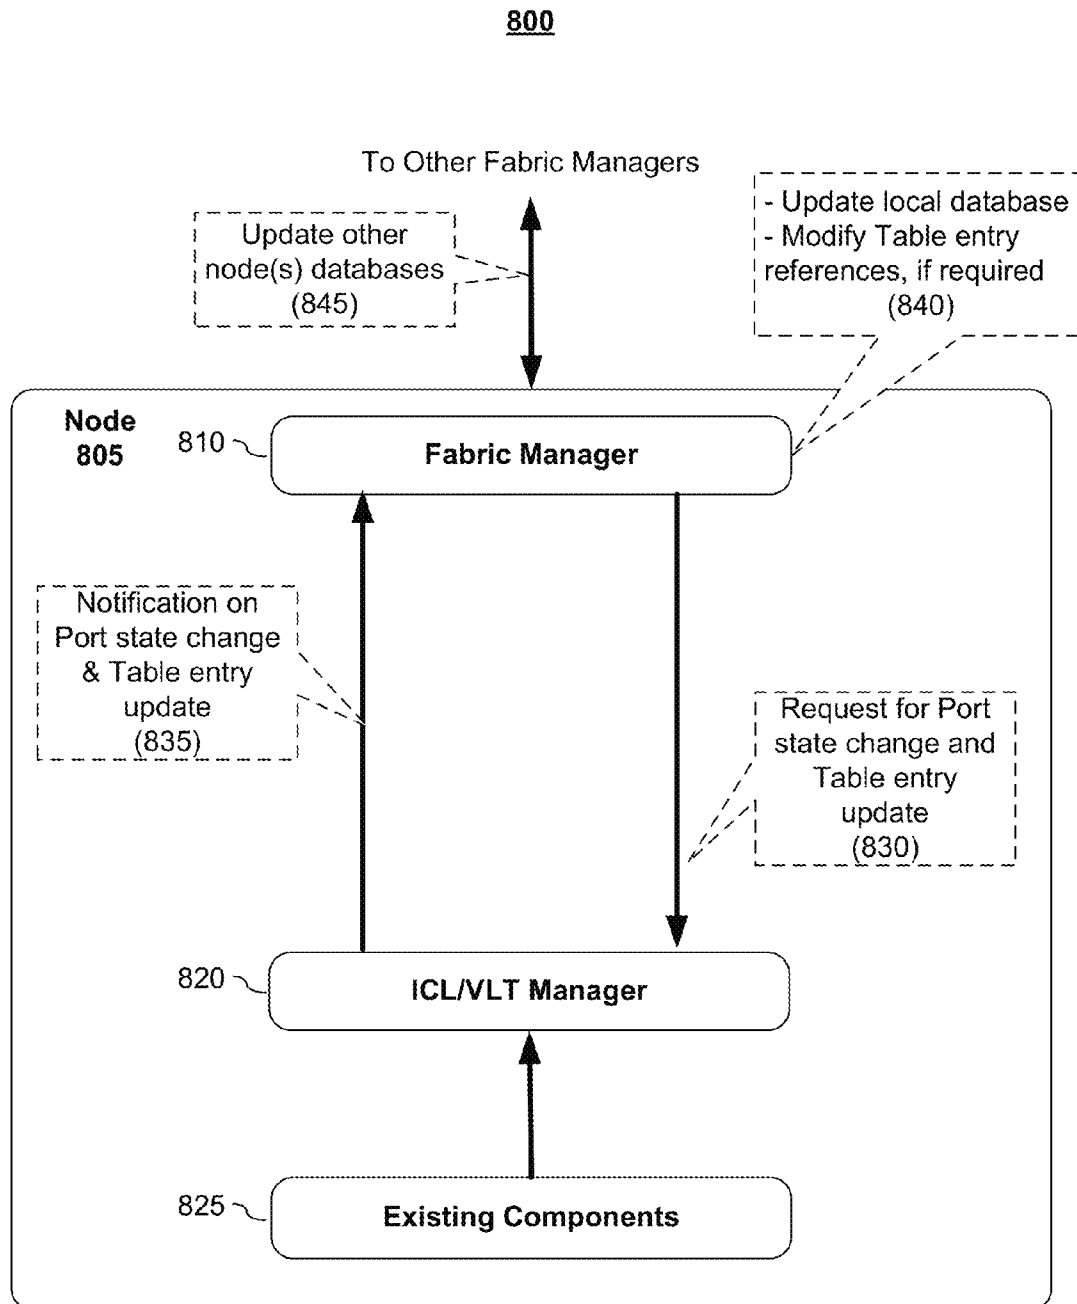 800
To Other Fabric Managers
Update other
node(s) databases
(845)
- Update local database
- Modify Table entry
references, if required
(840)
Node
805
810
Fabric Manager
Notification on
Port state change
& Table entry
update
(835)
Request for Port
state change and
Table entry
update
(830)
820
ICL/VLT Manager
825
Existing Components